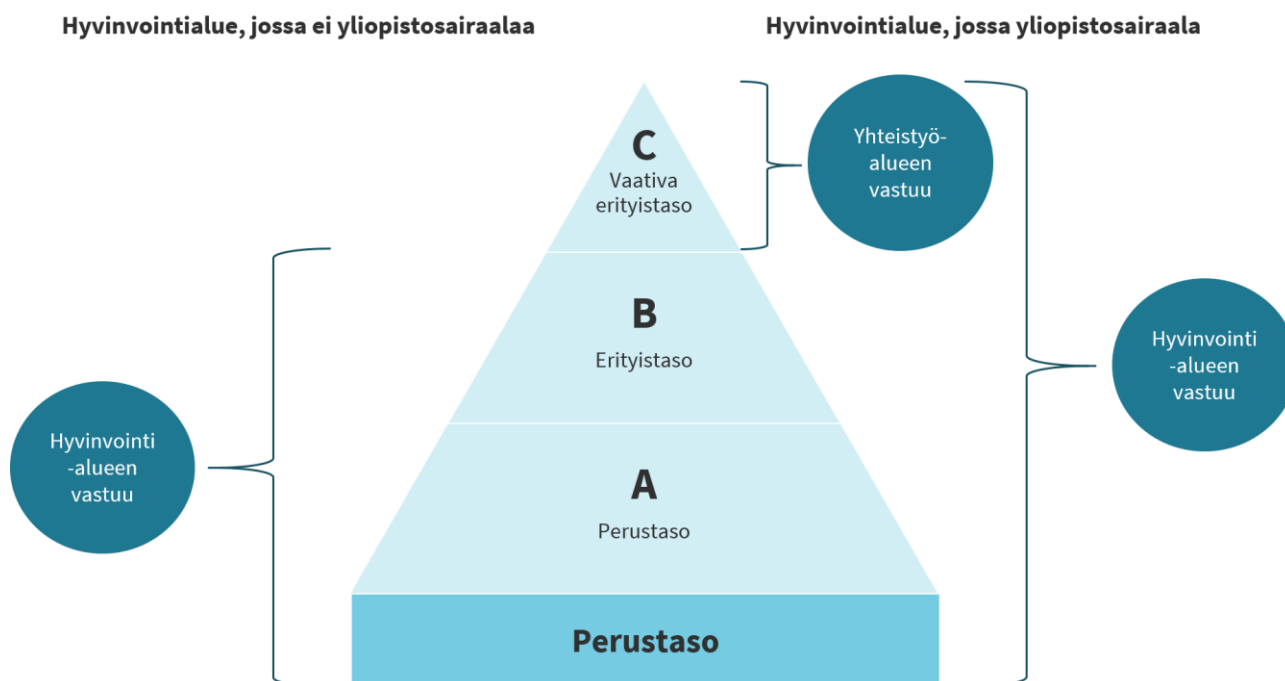 Hyvinvointialue, jossa ei yliopistosairaalaa
Hyvinvointialue, jossa yliopistosairaala
C
Vaativa
erityistaso
Yhteistyö-
alueen
vastuu
B
Erityistaso
Hyvinvointi
-alueen
vastuu
Hyvinvointi
-alueen
vastuu
A
Perustaso
Perustaso